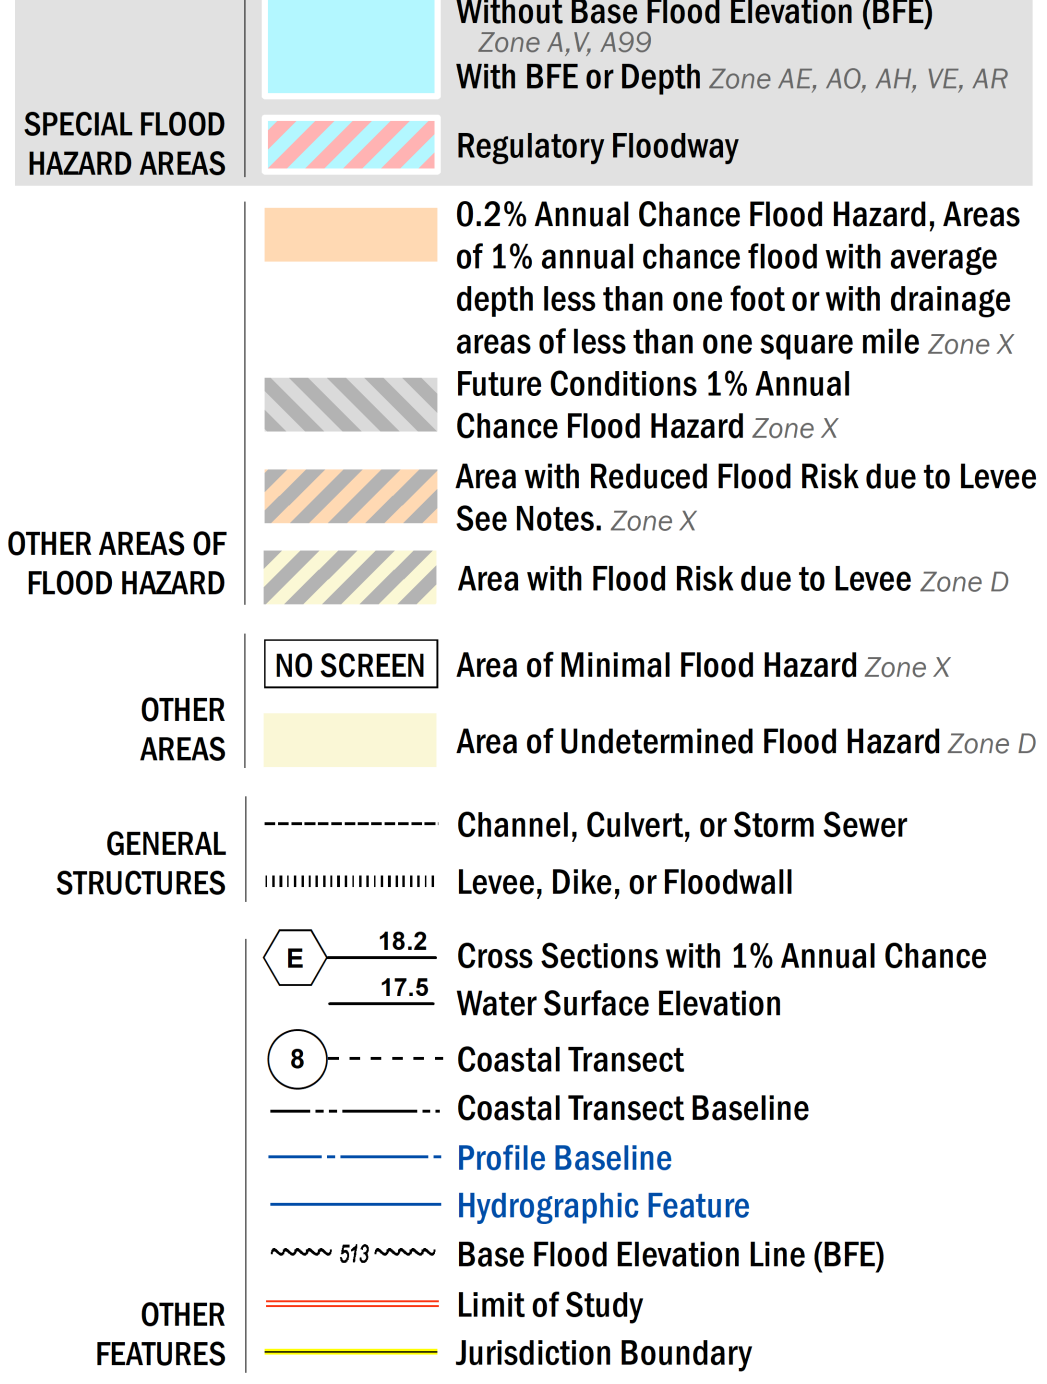 Without Base Flood Elevation (BFE)
Zone A,V, A99
With BFE or Depth Zone AE, AO, AH, VE, AR
SPECIAL FLOOD
HAZARD AREAS
Regulatory Floodway
0.2% Annual Chance Flood Hazard, Areas
of 1% annual chance flood with average
depth less than one foot or with drainage
areas of less than one square mile Zone X
Future Conditions 1% Annual
Chance Flood Hazard Zone X
Area with Reduced Flood Risk due to Levee
See Notes. Zone X
OTHER AREAS OF
FLOOD HAZARD
Area with Flood Risk due to Levee Zone D
NO SCREEN Area of Minimal Flood Hazard Zone X
OTHER
AREAS
Area of Undetermined Flood Hazard Zone D
GENERAL
STRUCTURES
Channel, Culvert, or Storm Sewer
Levee, Dike, or Floodwall
E 18.2 Cross Sections with 1% Annual Chance
17.5 Water Surface Elevation
8 Coastal Transect
Coastal Transect Baseline
Profile Baseline
Hydrographic Feature
513 Base Flood Elevation Line (BFE)
Limit of Study
OTHER
FEATURES
Jurisdiction Boundary